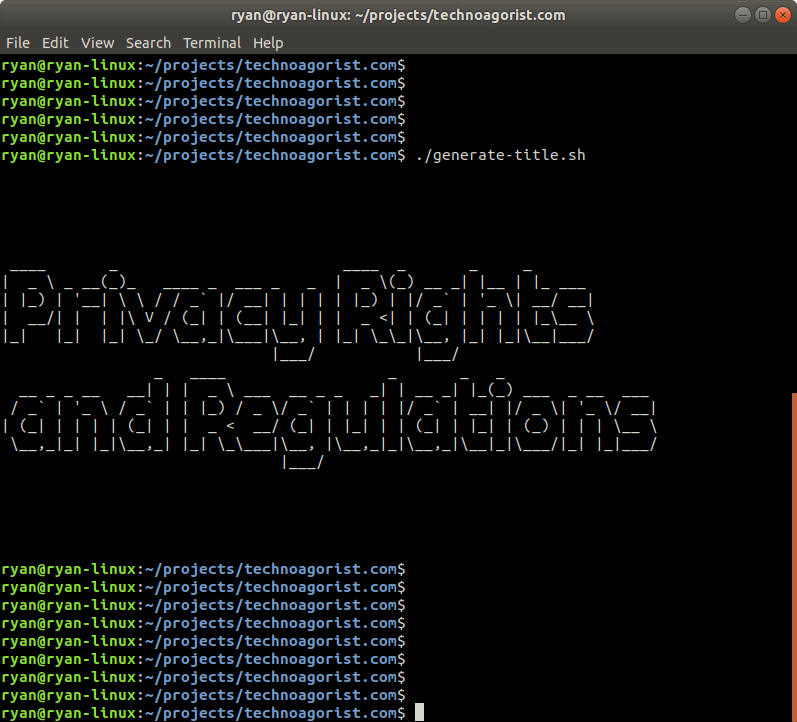 ryan@ryan-linux: ~/projects/technoagorist.com
File Edit View Search Terminal Help
ryan@ryan-linux:~/projects/technoagorist.com$
ryan@ryan-linux:~/projects/technoagorist.com$
ryan@ryan-linux:~/projects/technoagorist.com$
ryan@ryan-linux:~/projects/technoagorist.com$
ryan@ryan-linux:~/projects/technoagorist.com$
ryan@ryan-linux:~/projects/technoagorist.com$ ./generate-title.sh
Privacy Rights
and Regulations
ryan@ryan-linux:~/projects/technoagorist.com$
ryan@ryan-linux:~/projects/technoagorist.com$
ryan@ryan-linux:~/projects/technoagorist.com$
ryan@ryan-linux:~/projects/technoagorist.com$
ryan@ryan-linux:~/projects/technoagorist.com$
ryan@ryan-linux:~/projects/technoagorist.com$
ryan@ryan-linux:~/projects/technoagorist.com$
ryan@ryan-linux:~/projects/technoagorist.com$
ryan@ryan-linux:~/projects/technoagorist.com$